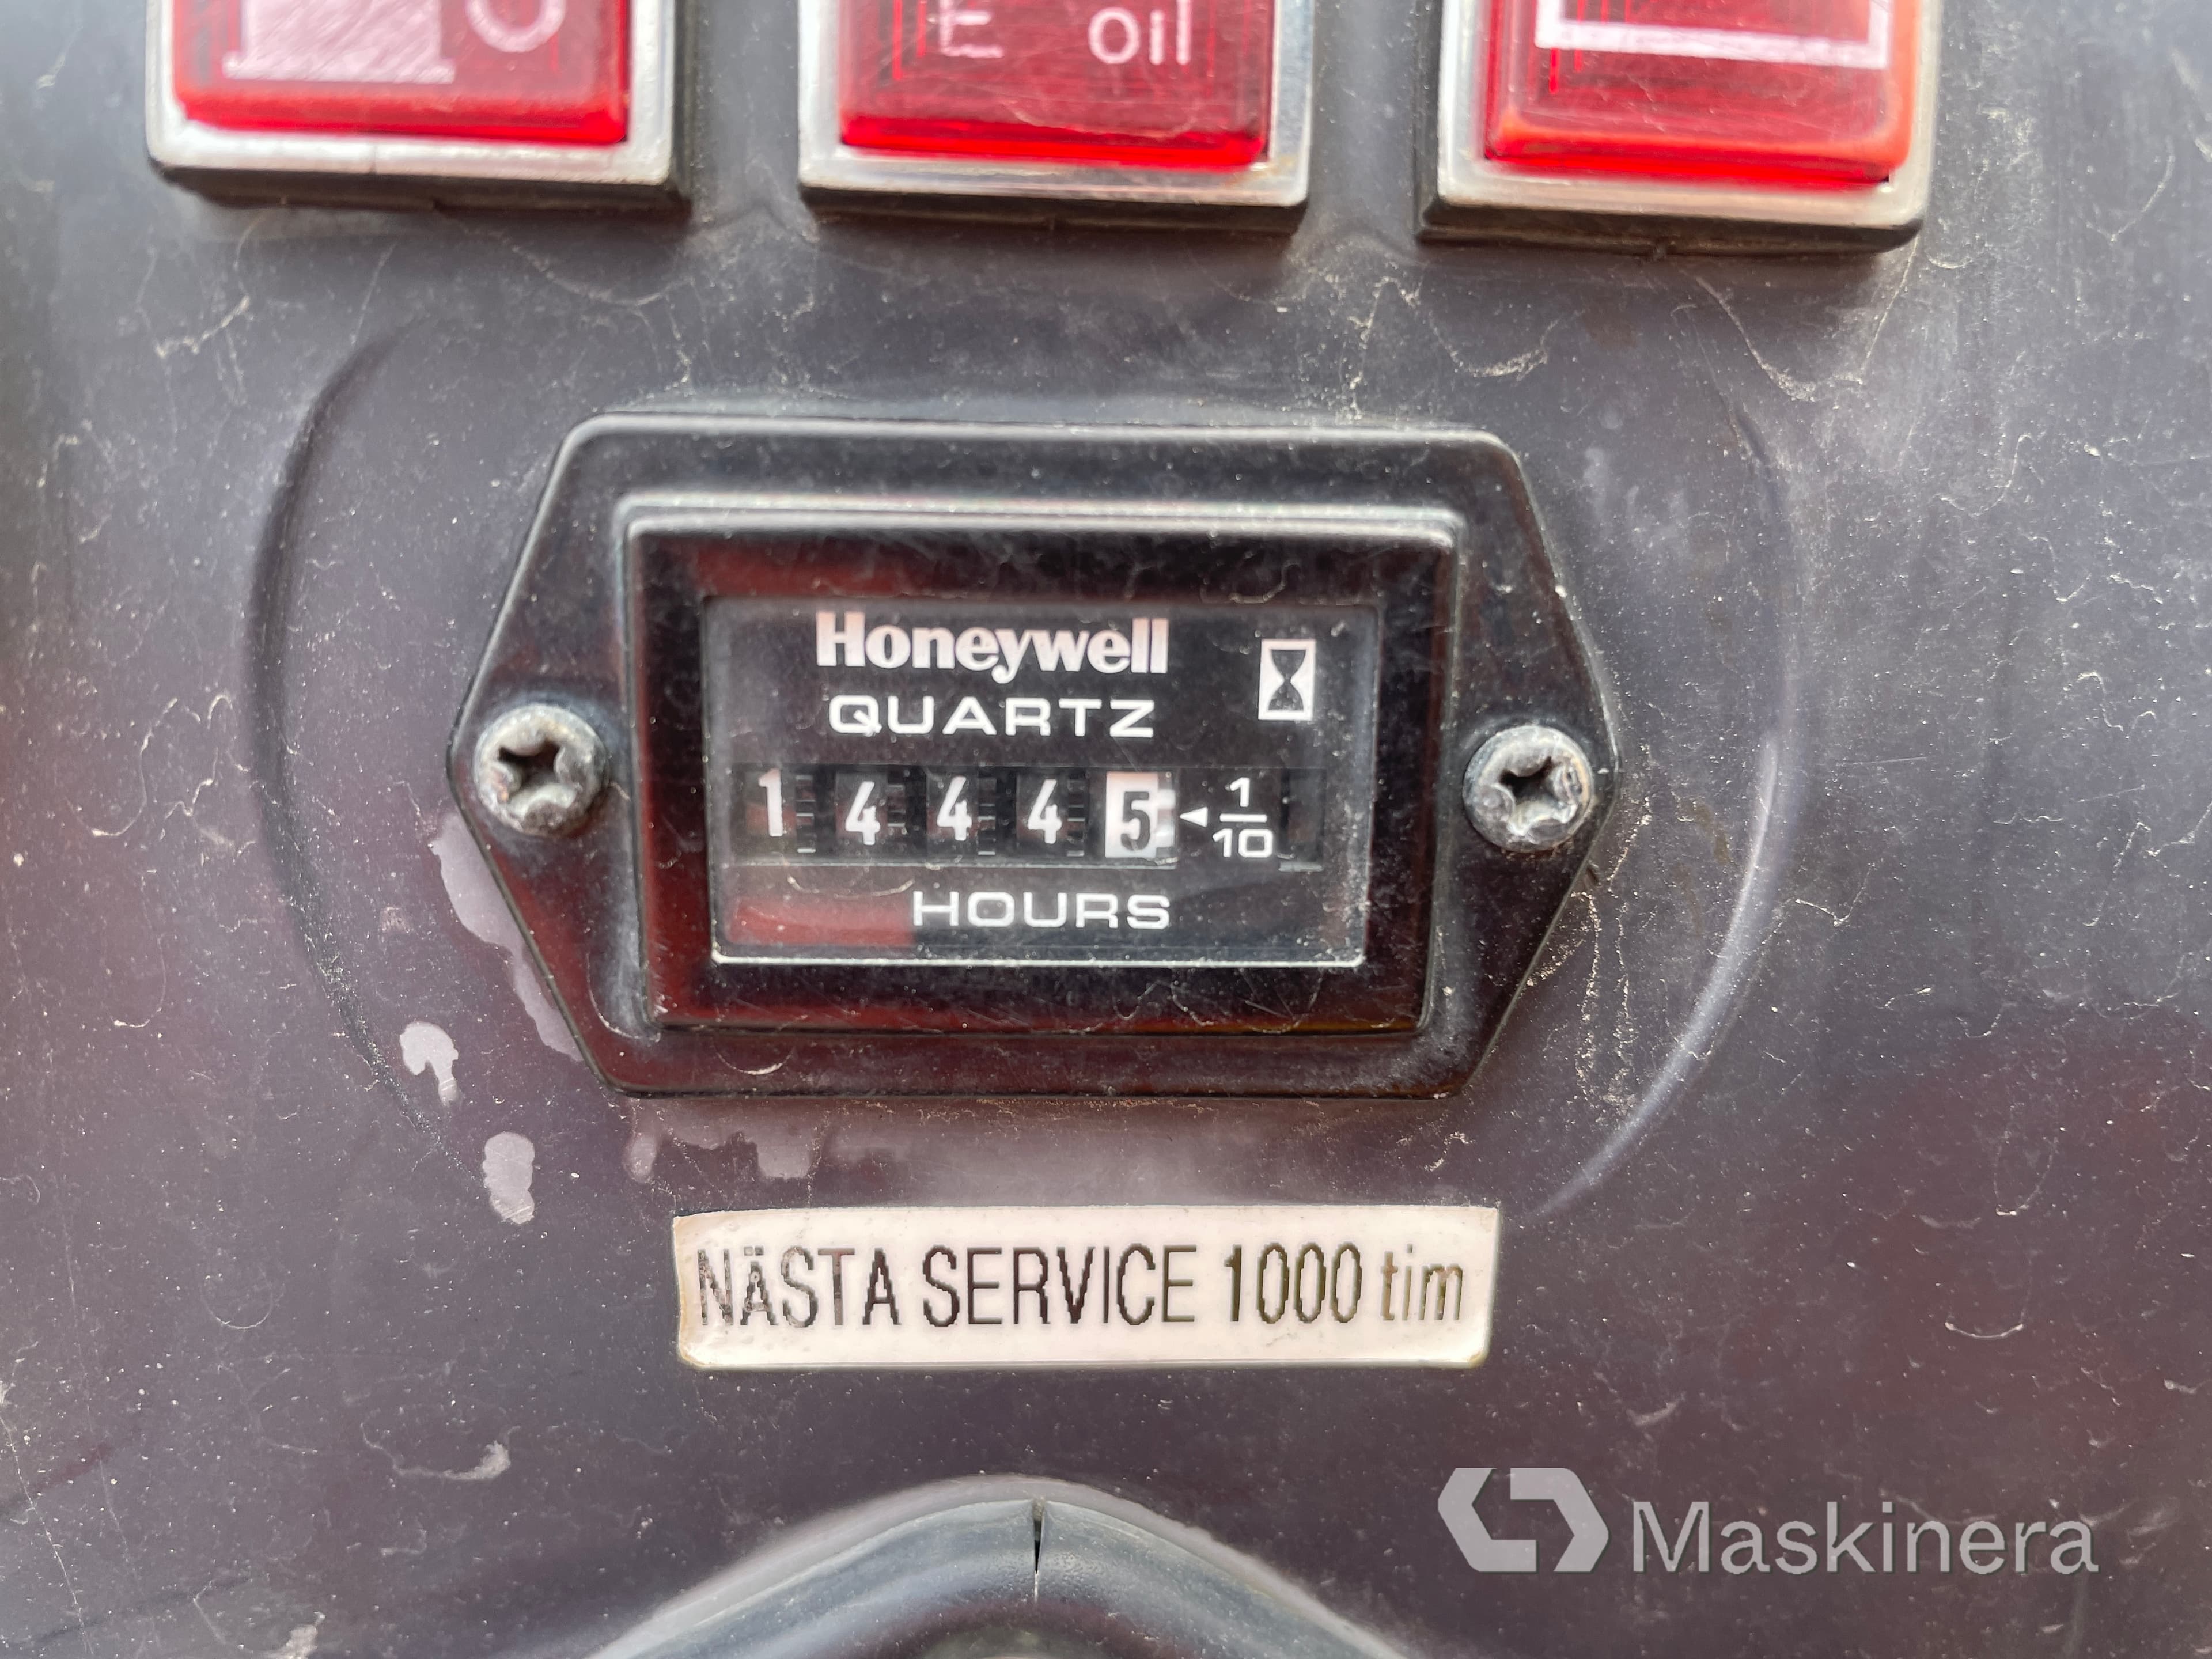 E oil
Honeywell
QUARTZ
1 4 4 4 5 ◄ 1/10
HOURS
NÄSTA SERVICE 1000 tim
Maskinera